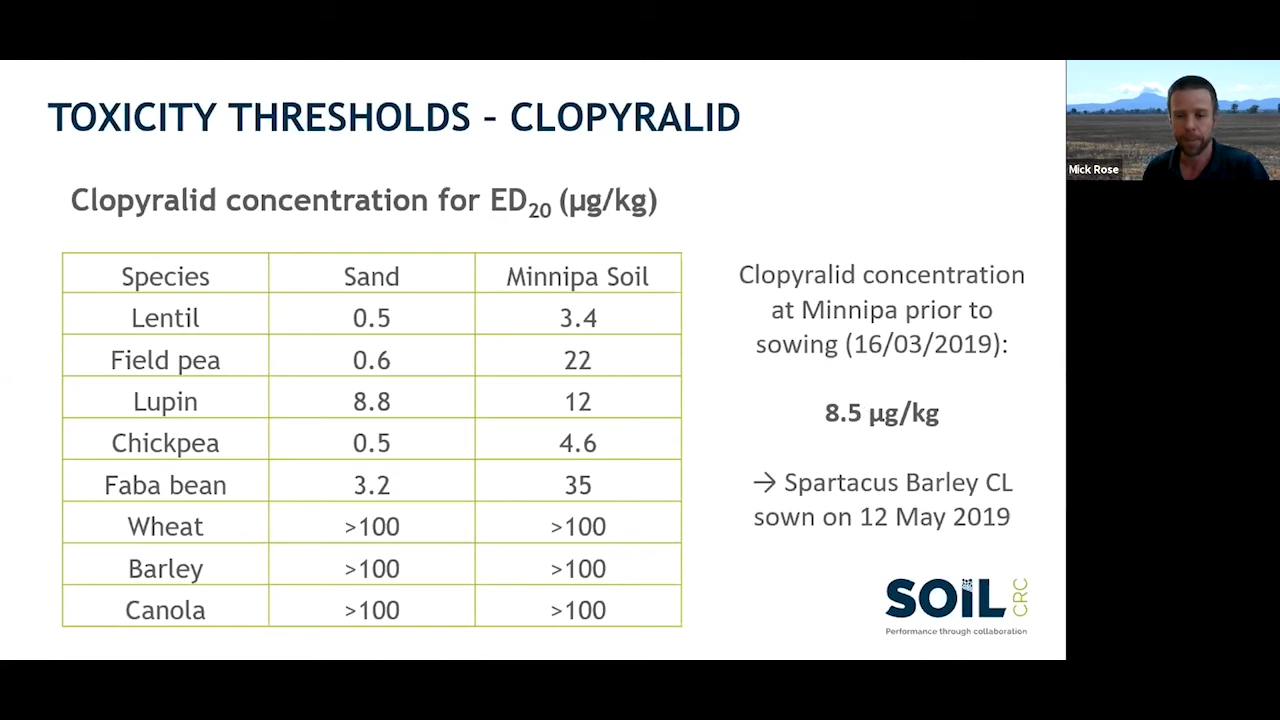 TOXICITY THRESHOLDS – CLOPYRALID
Mick Rose
Clopyralid concentration for ED20 (µg/kg)
Species Sand Minnipa Soil
Lentil 0.5 3.4
Field pea 0.6 22
Lupin 8.8 12
Chickpea 0.5 4.6
Faba bean 3.2 35
Wheat >100 >100
Barley >100 >100
Canola >100 >100
Clopyralid concentration
at Minnipa prior to
sowing (16/03/2019):
8.5 µg/kg
→ Spartacus Barley CL
sown on 12 May 2019
SOIL CRC
Performance through collaboration